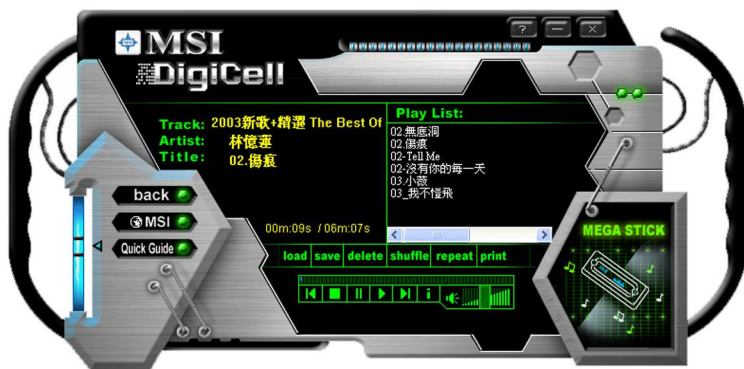 MSI
DigiCell
? — X
Track: 2003新歌+精選 The Best Of
Artist: 林憶蓮
Title: 02.傷痕
00m:09s / 06m:07s
Play List:
02.無底洞
02.傷痕
02-Tell Me
02-沒有你的每一天
03.小薇
03_我不懂飛
back
MSI
Quick Guide
load save delete shuffle repeat print
i
MEGA STICK